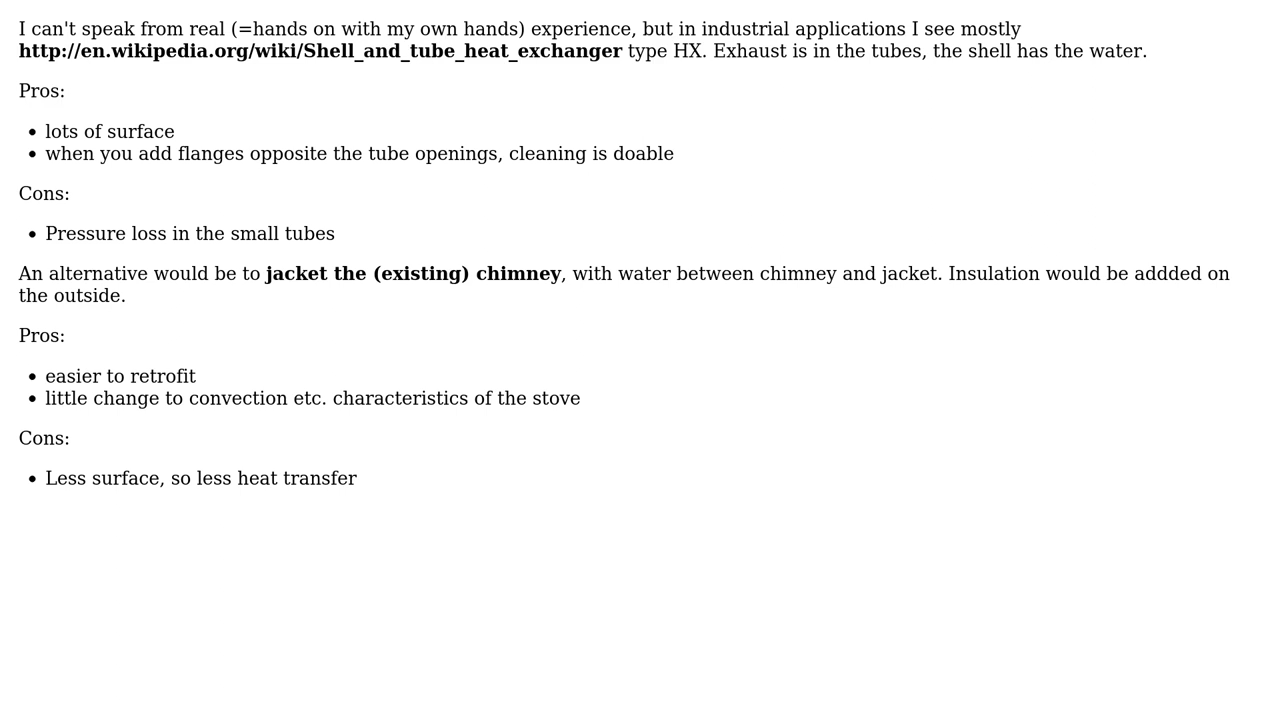 I can't speak from real (=hands on with my own hands) experience, but in industrial applications I see mostly
http://en.wikipedia.org/wiki/Shell_and_tube_heat_exchanger type HX. Exhaust is in the tubes, the shell has the water.
Pros:
• lots of surface
• when you add flanges opposite the tube openings, cleaning is doable
Cons:
• Pressure loss in the small tubes
An alternative would be to jacket the (existing) chimney, with water between chimney and jacket. Insulation would be addded on
the outside.
Pros:
• easier to retrofit
• little change to convection etc. characteristics of the stove
Cons:
• Less surface, so less heat transfer